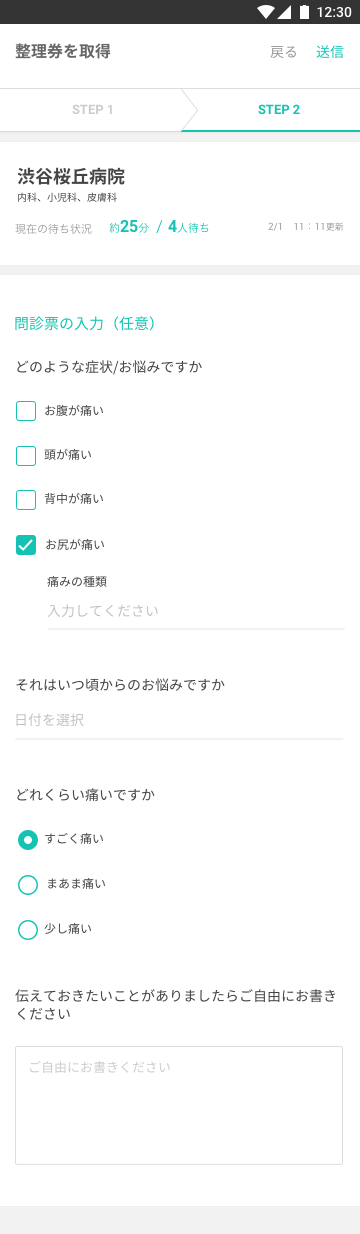 12:30
整理券を取得 戻る 送信
STEP 1 STEP 2
渋谷桜丘病院
内科、小児科、皮膚科
現在の待ち状況 約25分 / 4人待ち 2/1 11：11更新
問診票の入力（任意）
どのような症状/お悩みですか
お腹が痛い
頭が痛い
背中が痛い
お尻が痛い
痛みの種類
入力してください
それはいつ頃からのお悩みですか
日付を選択
どれくらい痛いですか
すごく痛い
まあま痛い
少し痛い
伝えておきたいことがありましたらご自由にお書き
ください
ご自由にお書きください